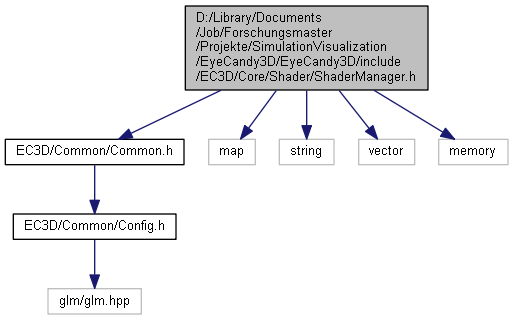 D:/Library/Documents
/Job/Forschungsmaster
/Projekte/SimulationVisualization
/EyeCandy3D/EyeCandy3D/include
/EC3D/Core/Shader/ShaderManager.h
EC3D/Common/Common.h
map
string
vector
memory
EC3D/Common/Config.h
glm/glm.hpp